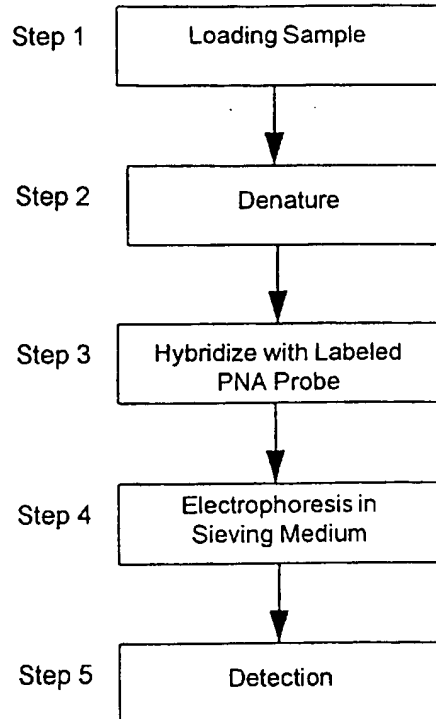 Step 1
Loading Sample
Step 2
Denature
Step 3
Hybridize with Labeled
PNA Probe
Step 4
Electrophoresis in
Sieving Medium
Step 5
Detection